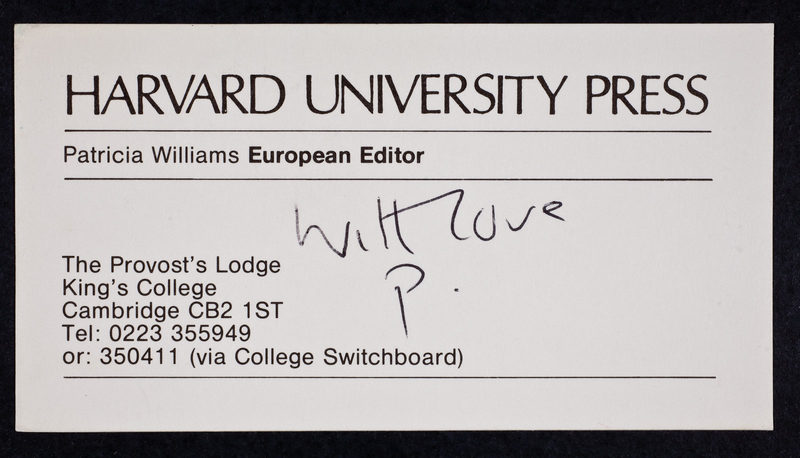 HARVARD UNIVERSITY PRESS
Patricia Williams European Editor
With love
P.
The Provost's Lodge
King's College
Cambridge CB2 1ST
Tel: 0223 355949
or: 350411 (via College Switchboard)